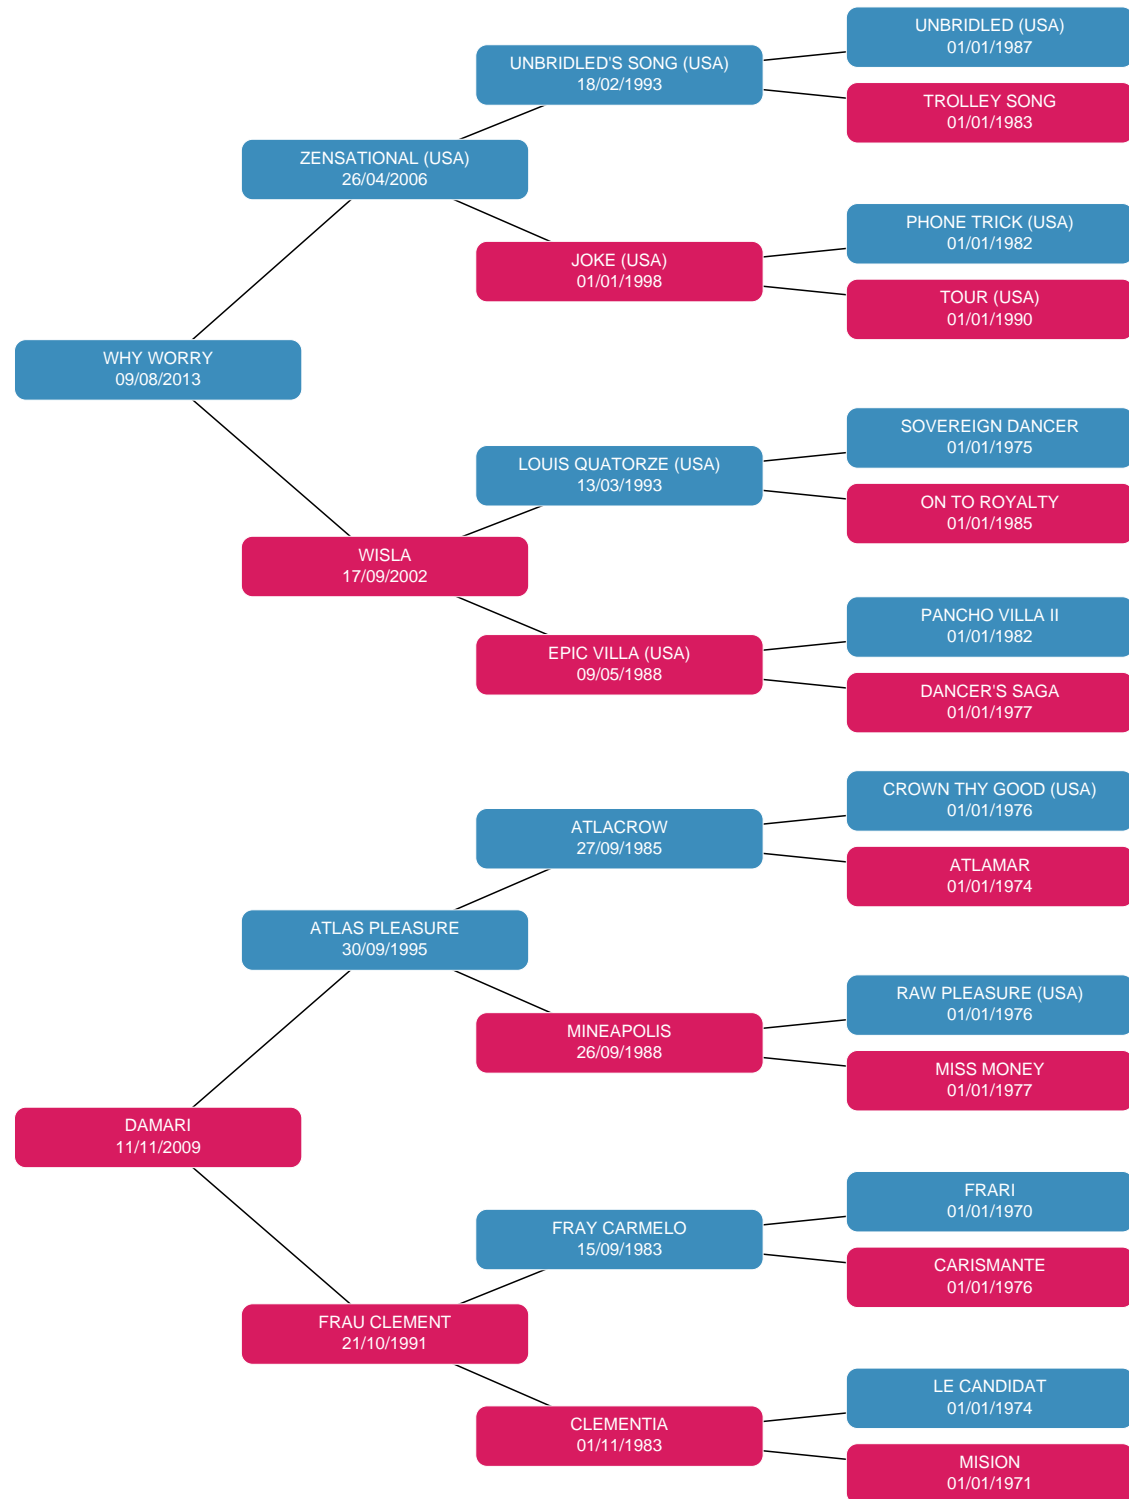 UNBRIDLED (USA)
01/01/1987
UNBRIDLED'S SONG (USA)
18/02/1993
TROLLEY SONG
01/01/1983
ZENSATIONAL (USA)
26/04/2006
PHONE TRICK (USA)
01/01/1982
JOKE (USA)
01/01/1998
TOUR (USA)
01/01/1990
WHY WORRY
09/08/2013
SOVEREIGN DANCER
01/01/1975
LOUIS QUATORZE (USA)
13/03/1993
ON TO ROYALTY
01/01/1985
WISLA
17/09/2002
PANCHO VILLA II
01/01/1982
EPIC VILLA (USA)
09/05/1988
DANCER'S SAGA
01/01/1977
CROWN THY GOOD (USA)
01/01/1976
ATLACROW
27/09/1985
ATLAMAR
01/01/1974
ATLAS PLEASURE
30/09/1995
RAW PLEASURE (USA)
01/01/1976
MINEAPOLIS
26/09/1988
MISS MONEY
01/01/1977
DAMARI
11/11/2009
FRARI
01/01/1970
FRAY CARMELO
15/09/1983
CARISMANTE
01/01/1976
FRAU CLEMENT
21/10/1991
LE CANDIDAT
01/01/1974
CLEMENTIA
01/11/1983
MISION
01/01/1971